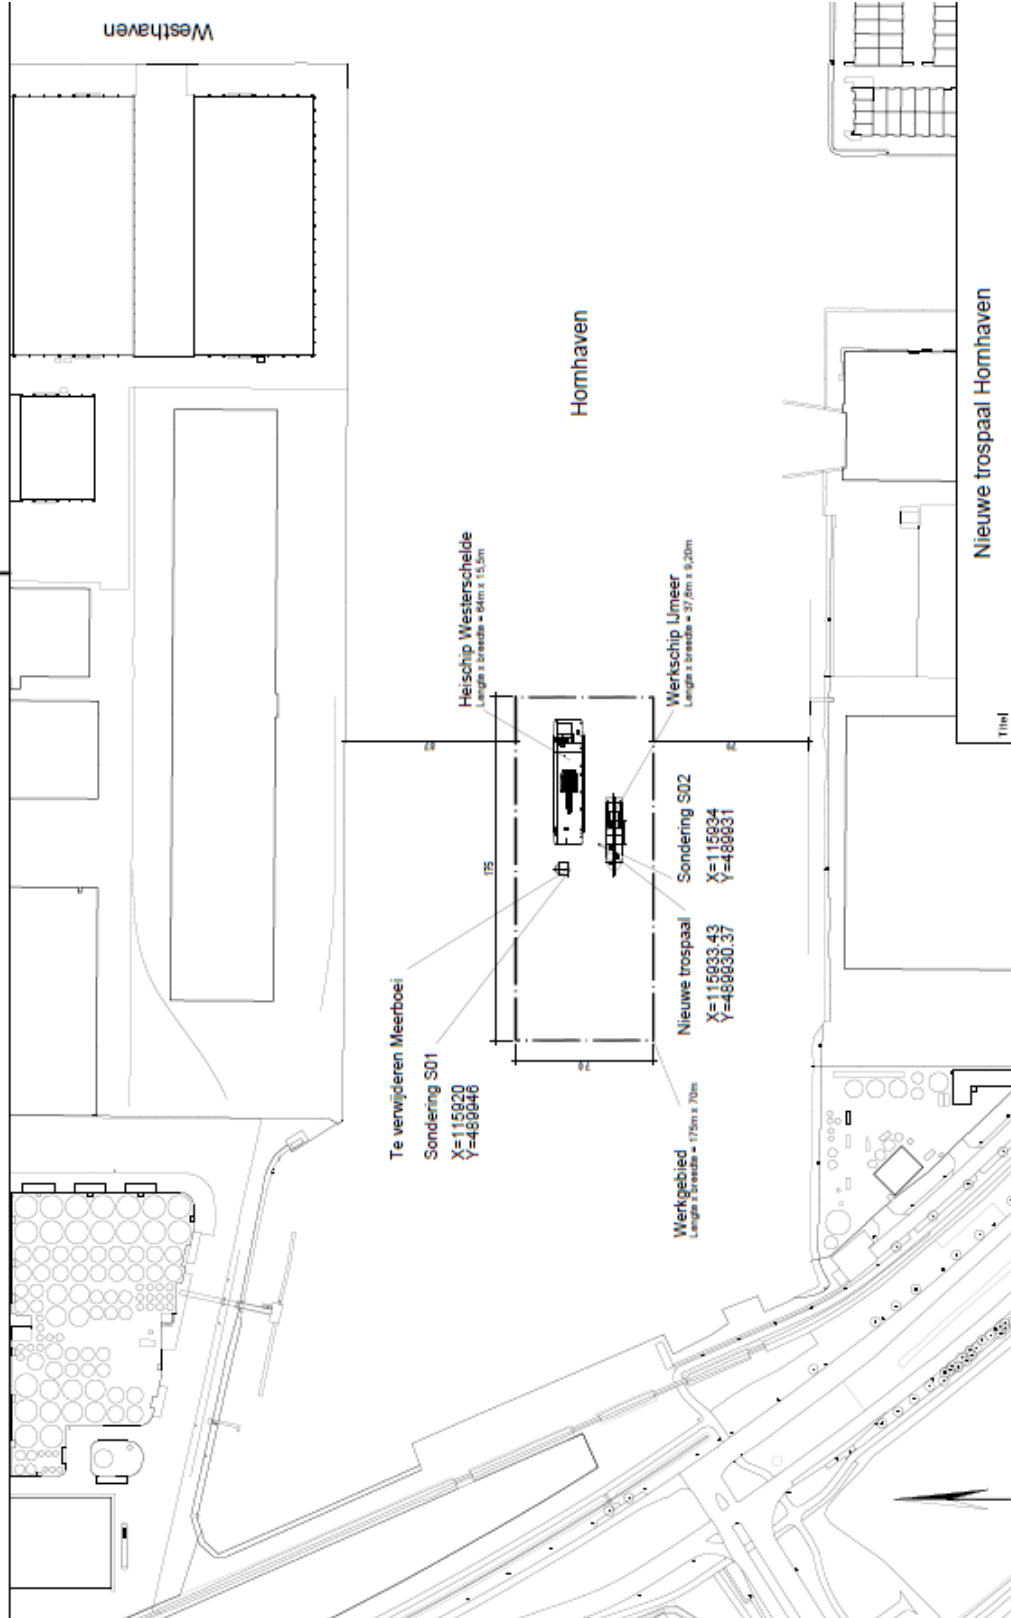 Westhaven
Hornhaven
Heischip Westerschelde
Lengte x breedte = 64m x 15,5m
Werkschip IJmeer
Lengte x breedte = 37,6m x 9,20m
175
Te verwijderen Meerboei
Sondering S01
X=115920
Y=489946
Sondering S02
X=115934
Y=489931
Nieuwe trospaal
X=115933.43
Y=489930.37
Werkgebied
Lengte x breedte = 175m x 70m
70
Titel
Nieuwe trospaal Hornhaven